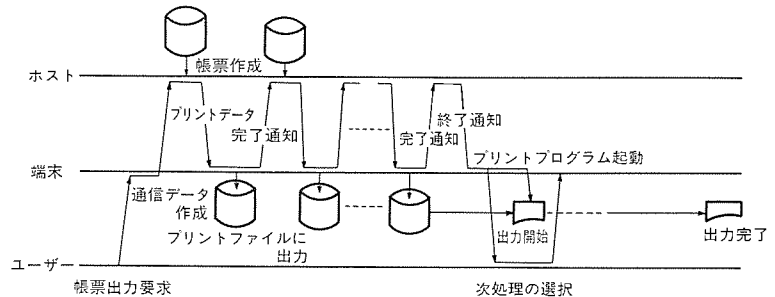 帳票作成
ホスト
プリントデータ
完了通知
完了通知
終了通知
プリントプログラム起動
端末
通信データ
作成
プリントファイルに
出力
出力開始
出力完了
ユーザー
帳票出力要求
次処理の選択